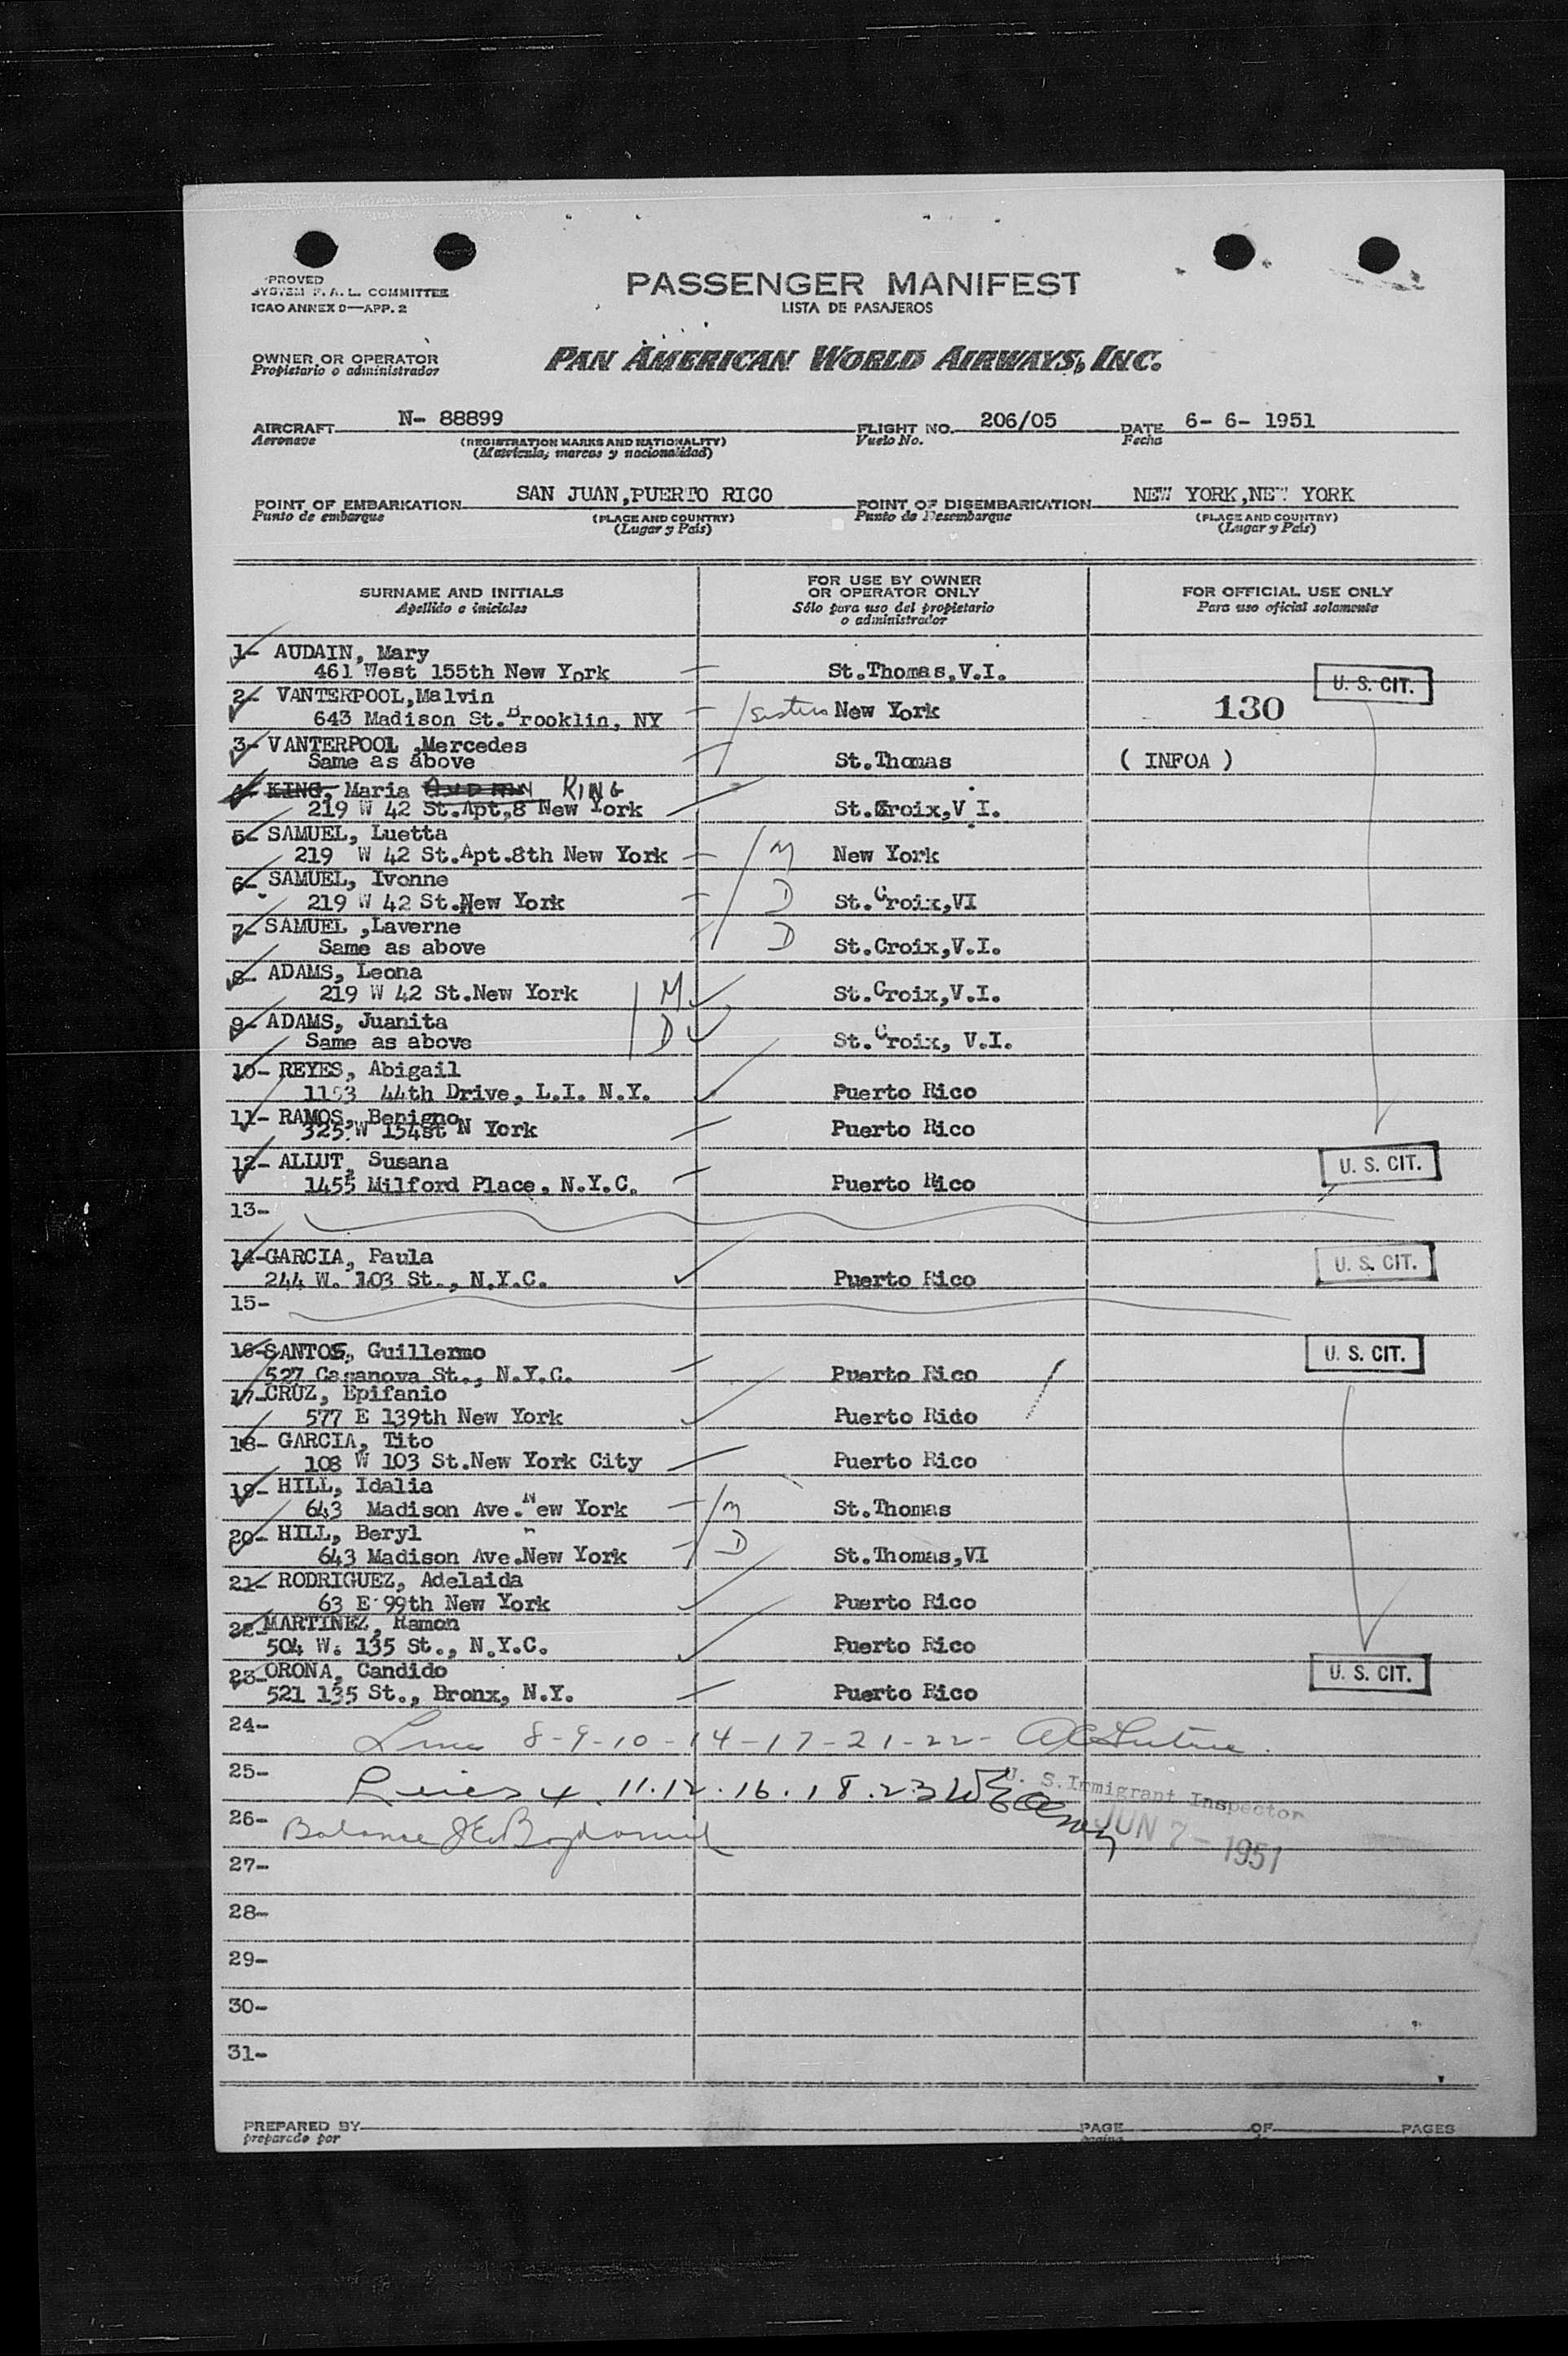 PROVED
SYSTEM F. A. L. COMMITTEE
ICAO ANNEX 9—APP. 2
PASSENGER MANIFEST
LISTA DE PASAJEROS
OWNER OR OPERATOR
Propietario o administrador
PAN AMERICAN WORLD AIRWAYS, INC.
AIRCRAFT N- 88899 FLIGHT NO. 206/05 DATE 6- 6- 1951
Aeronave (REGISTRATION MARKS AND NATIONALITY) Vuelo No. Fecha
(Matrícula, marcas y nacionalidad)
POINT OF EMBARKATION SAN JUAN,PUERTO RICO POINT OF DISEMBARKATION NEW YORK,NEW YORK
Punto de embarque (PLACE AND COUNTRY) Punto de Desembarque (PLACE AND COUNTRY)
(Lugar y País) (Lugar y País)
SURNAME AND INITIALS FOR USE BY OWNER OR OPERATOR ONLY FOR OFFICIAL USE ONLY
Apellido e iniciales Sólo para uso del propietario o administrador Para uso oficial solamente
1- AUDAIN, Mary
461 West 155th New York St.Thomas,V.I. U. S. CIT.
2- VANTERPOOL,Malvin
643 Madison St.Brooklin, NY Sisters New York 130
3- VANTERPOOL ,Mercedes
Same as above St.Thomas ( INFOA )
4- KING, Maria KING
219 W 42 St.Apt,8 New York St.Croix,V I.
5- SAMUEL, Luetta
219 W 42 St.Apt.8th New York M New York
6- SAMUEL, Ivonne
219 W 42 St.New York D St.Croix,VI
7- SAMUEL ,Laverne
Same as above D St.Croix,V.I.
8- ADAMS, Leona
219 W 42 St.New York M St.Croix,V.I.
9- ADAMS, Juanita
Same as above D St.Croix, V.I.
10- REYES, Abigail
44th Drive, L.I. N.Y. Puerto Rico
11- RAMOS, Benigno
325 W 154st N York Puerto Rico
12- ALLUT, Susana U. S. CIT.
1455 Milford Place, N.Y.C. Puerto Rico
13-
14-GARCIA, Paula U. S. CIT.
244 W. 103 St., N.Y.C. Puerto Rico
15-
16-SANTOS, Guillermo U. S. CIT.
527 Casanova St., N.Y.C. Puerto Rico
17-CRUZ, Epifanio
577 E 139th New York Puerto Rido
18- GARCIA, Tito
108 W 103 St.New York City Puerto Rico
19- HILL, Idalia
643 Madison Ave.New York M St.Thomas
20- HILL, Beryl
643 Madison Ave.New York D St.Thomas,VI
21- RODRIGUEZ, Adelaida
63 E 99th New York Puerto Rico
22-MARTINEZ, Ramon
504 W. 135 St., N.Y.C. Puerto Rico
23-ORONA, Candido U. S. CIT.
521 135 St., Bronx, N.Y. Puerto Rico
24- Lines 8-9-10-14-17-21-22-
25- Lines 4. 11. 12. 16. 18. 23
U. S. Immigrant Inspector
26- Balance JUN 7- 1951
27-
28-
29-
30-
31-
PREPARED BY PAGE OF PAGES
preparado por